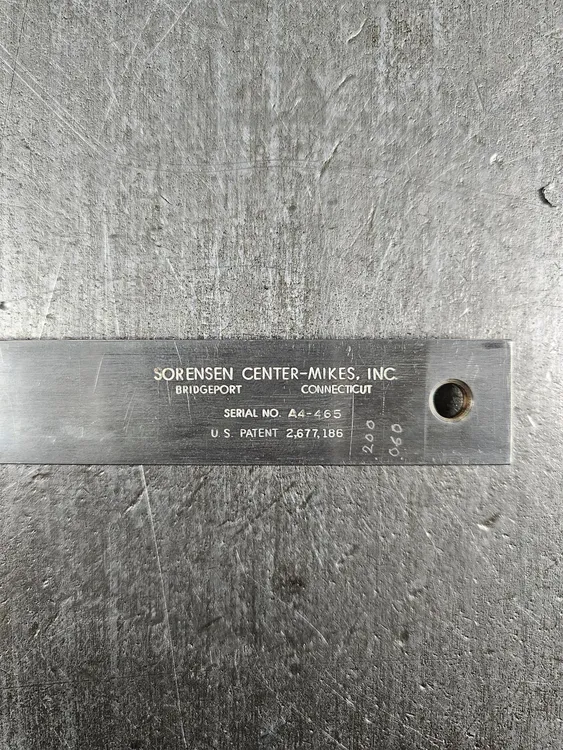 SORENSEN CENTER-MIKES, INC.
BRIDGEPORT CONNECTICUT
SERIAL NO. A4-465
U.S. PATENT 2,677,186
200
060